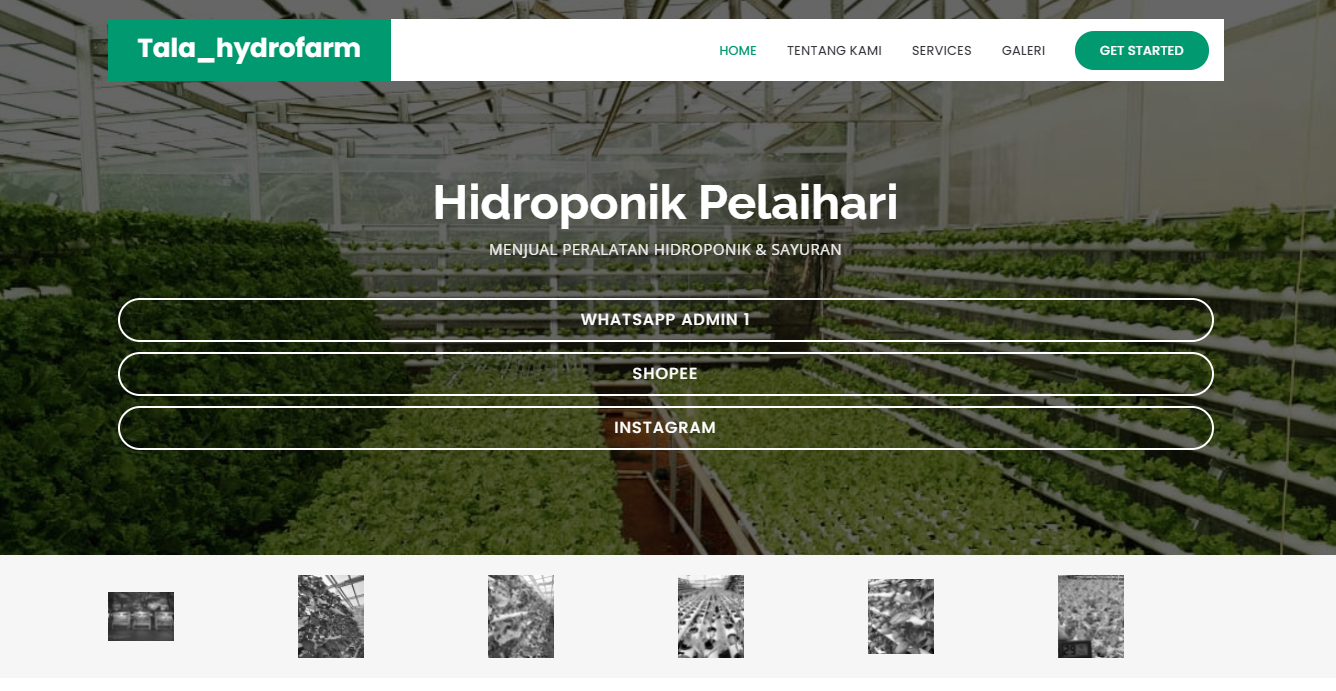 Tala_hydrofarm
HOME TENTANG KAMI SERVICES GALERI GET STARTED
Hidroponik Pelaihari
MENJUAL PERALATAN HIDROPONIK & SAYURAN
WHATSAPP ADMIN 1
SHOPEE
INSTAGRAM